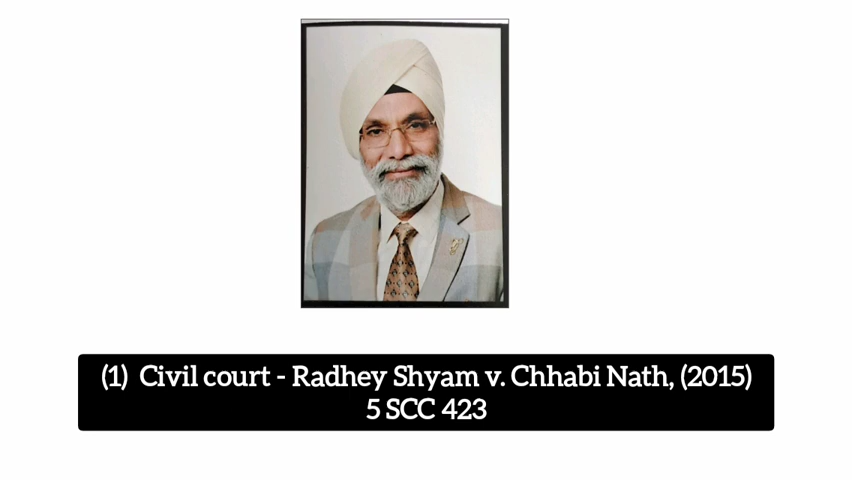 (1) Civil court - Radhey Shyam v. Chhabi Nath, (2015)
5 SCC 423